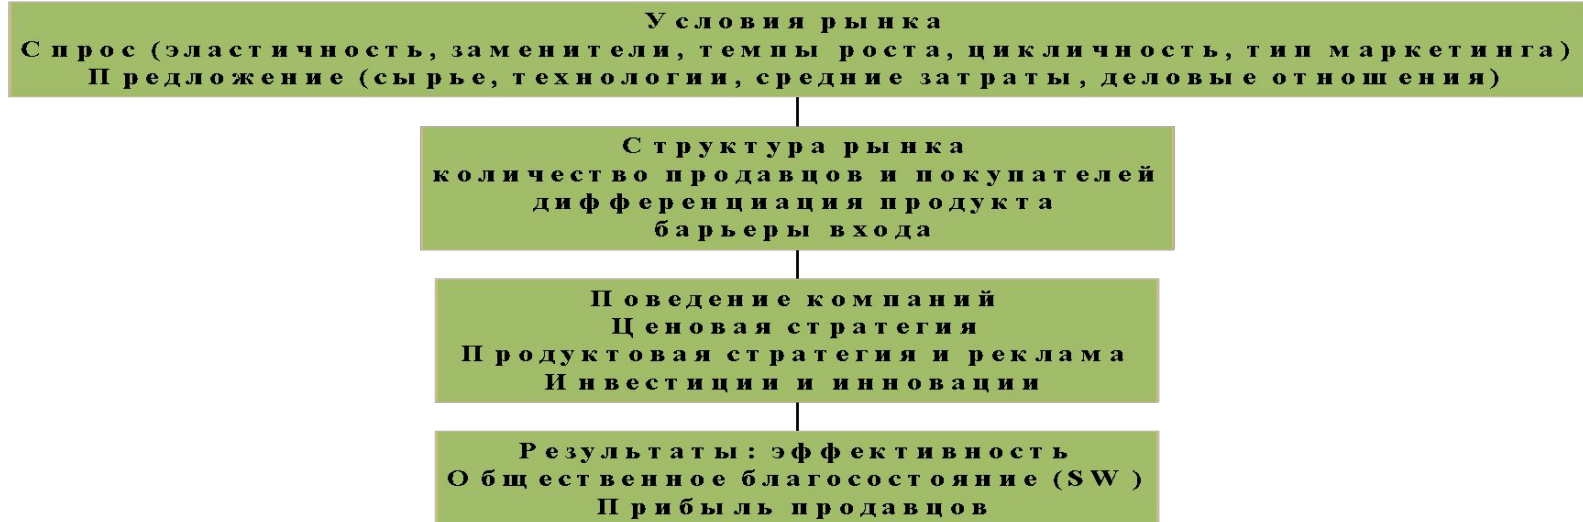 Условия рынка
Спрос (эластичность, заменители, темпы роста, цикличность, тип маркетинга)
Предложение (сырье, технологии, средние затраты, деловые отношения)
Структура рынка
количество продавцов и покупателей
дифференциация продукта
барьеры входа
Поведение компаний
Ценовая стратегия
Продуктовая стратегия и реклама
Инвестиции и инновации
Результаты: эффективность
Общественное благосостояние (SW)
Прибыль продавцов